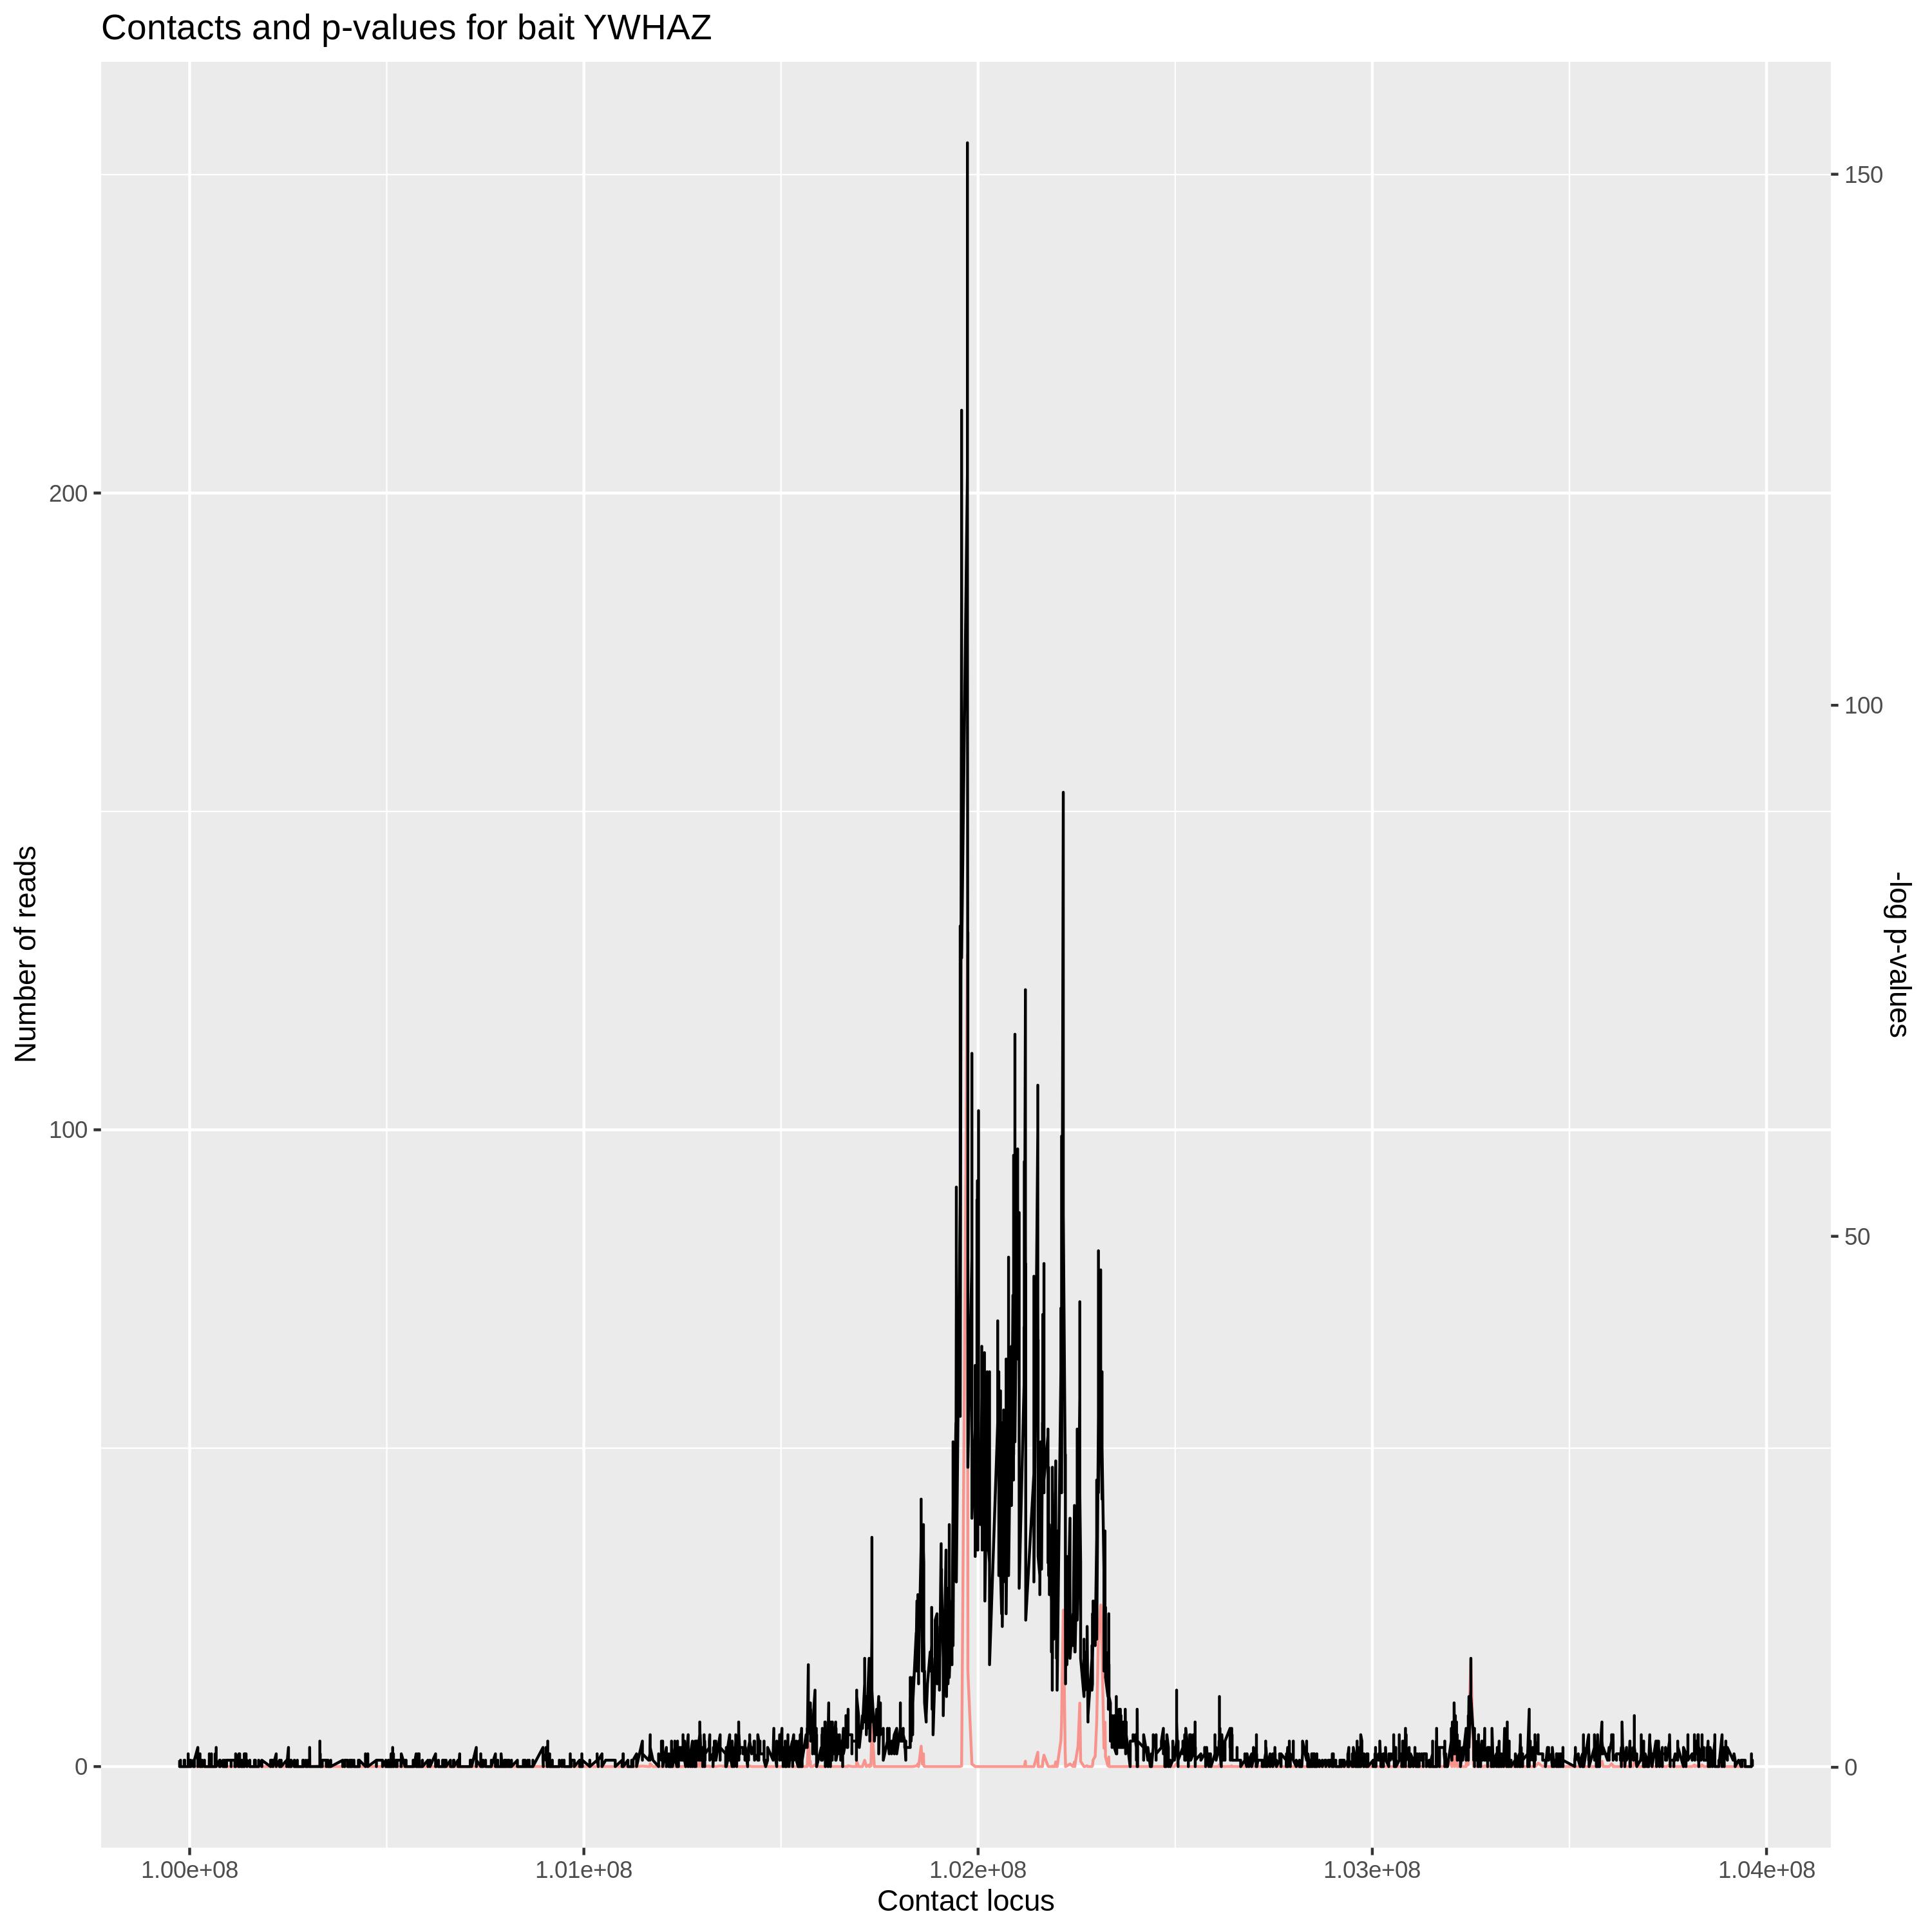 Contacts and p-values for bait YWHAZ
150
200
100
Number of reads
-log p-values
100
50
0
0
1.00e+08 1.01e+08 1.02e+08 1.03e+08 1.04e+08
Contact locus